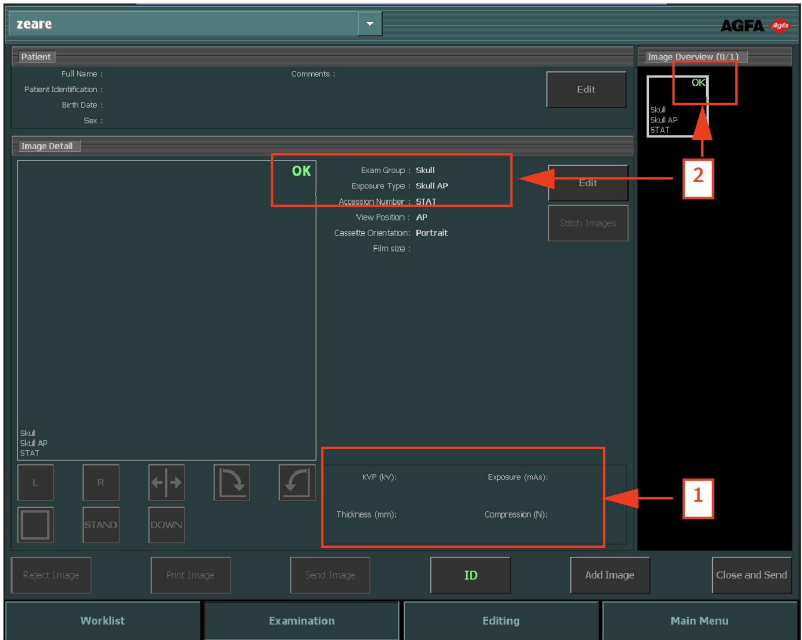 zeare
AGFA Agfa
Patient
Full Name :
Comments :
Patient Identification :
Birth Date :
Sex :
Edit
Image Overview (0/1)
OK
Skull
Skull AP
STAT
2
Image Detail
OK
Exam Group : Skull
Exposure Type : Skull AP
Accession Number : STAT
View Position : AP
Cassette Orientation: Portrait
Film size :
Edit
Stitch Images
Skull
Skull AP
STAT
L
R
STAND
DOWN
KVP (kV):
Exposure (mAs):
Thickness (mm):
Compression (N):
1
Reject Image
Print Image
Send Image
ID
Add Image
Close and Send
Worklist
Examination
Editing
Main Menu